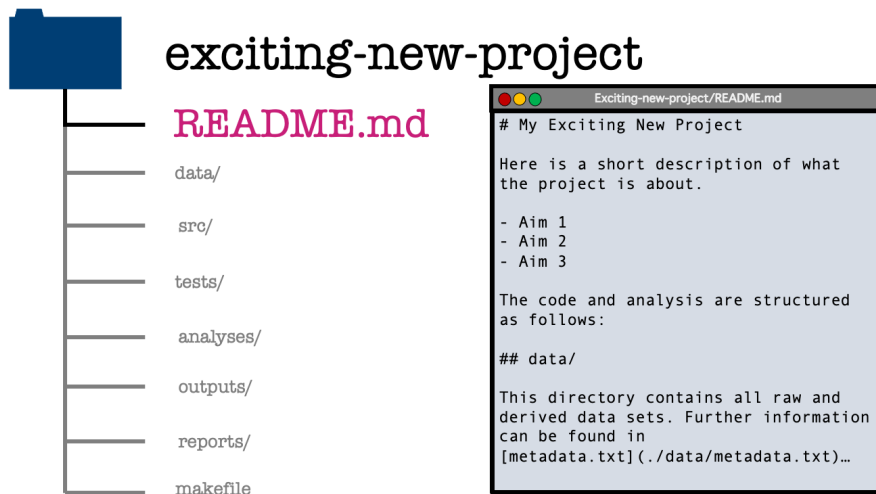 exciting-new-project
README.md
data/
src/
tests/
analyses/
outputs/
reports/
makefile
Exciting-new-project/README.md
# My Exciting New Project
Here is a short description of what
the project is about.
- Aim 1
- Aim 2
- Aim 3
The code and analysis are structured
as follows:
## data/
This directory contains all raw and
derived data sets. Further information
can be found in
[metadata.txt](./data/metadata.txt)…